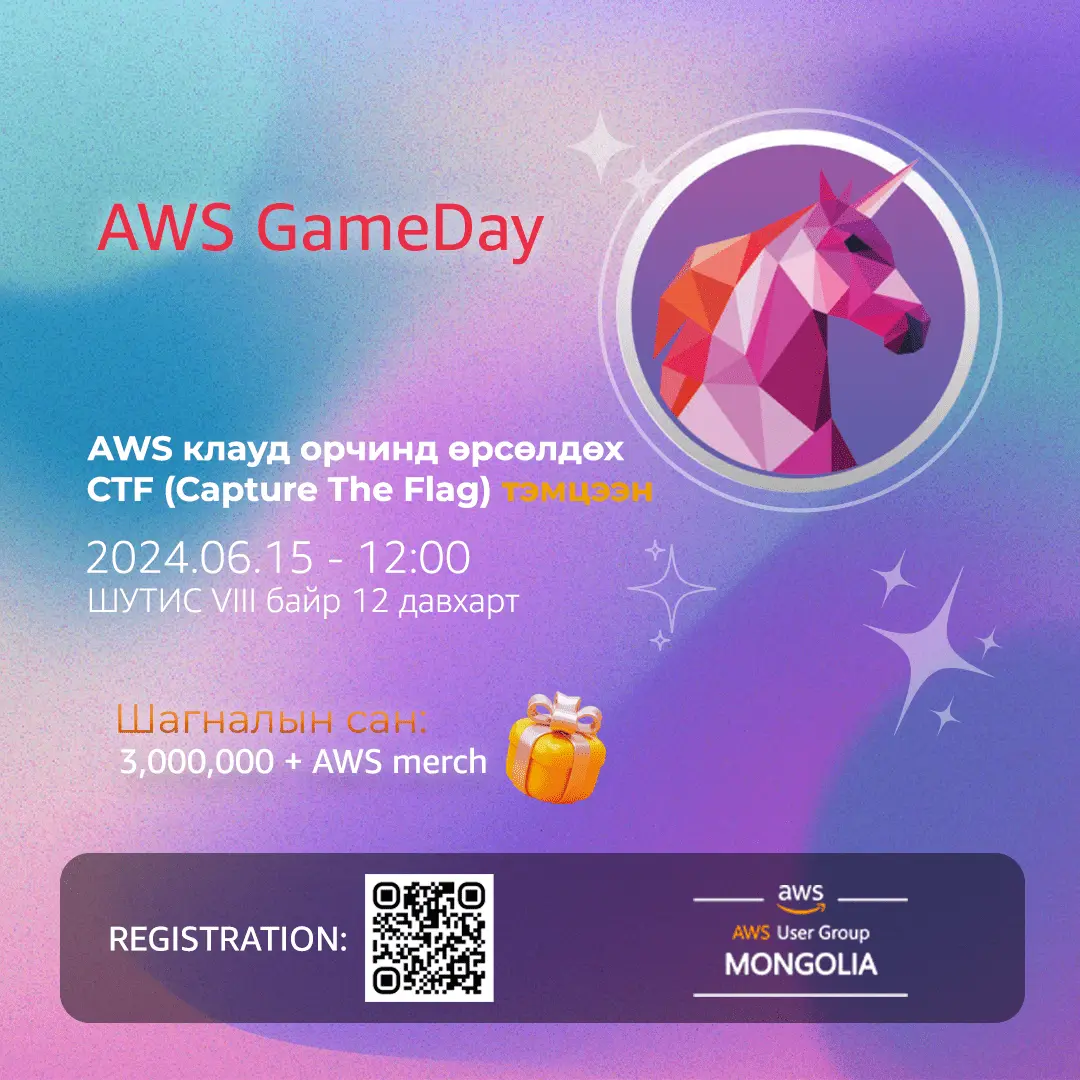 AWS GameDay
AWS клауд орчинд өрсөлдөх
CTF (Capture The Flag) тэмцээн
2024.06.15 - 12:00
ШУТИС VIII байр 12 давхарт
Шагналын сан:
3,000,000 + AWS merch
REGISTRATION:
aws
AWS User Group
MONGOLIA